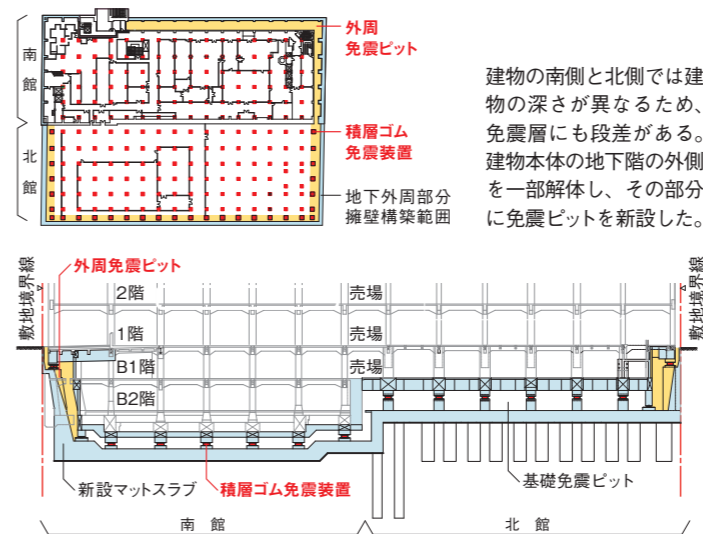 外周
免震ピット
南館
積層ゴム
免震装置
北館
地下外周部分
擁壁構築範囲
建物の南側と北側では建
物の深さが異なるため、
免震層にも段差がある。
建物本体の地下階の外側
を一部解体し、その部分
に免震ピットを新設した。
敷地境界線
外周免震ピット
敷地境界線
2階
売場
1階
売場
B1階
売場
B2階
新設マットスラブ
積層ゴム免震装置
基礎免震ピット
南館
北館